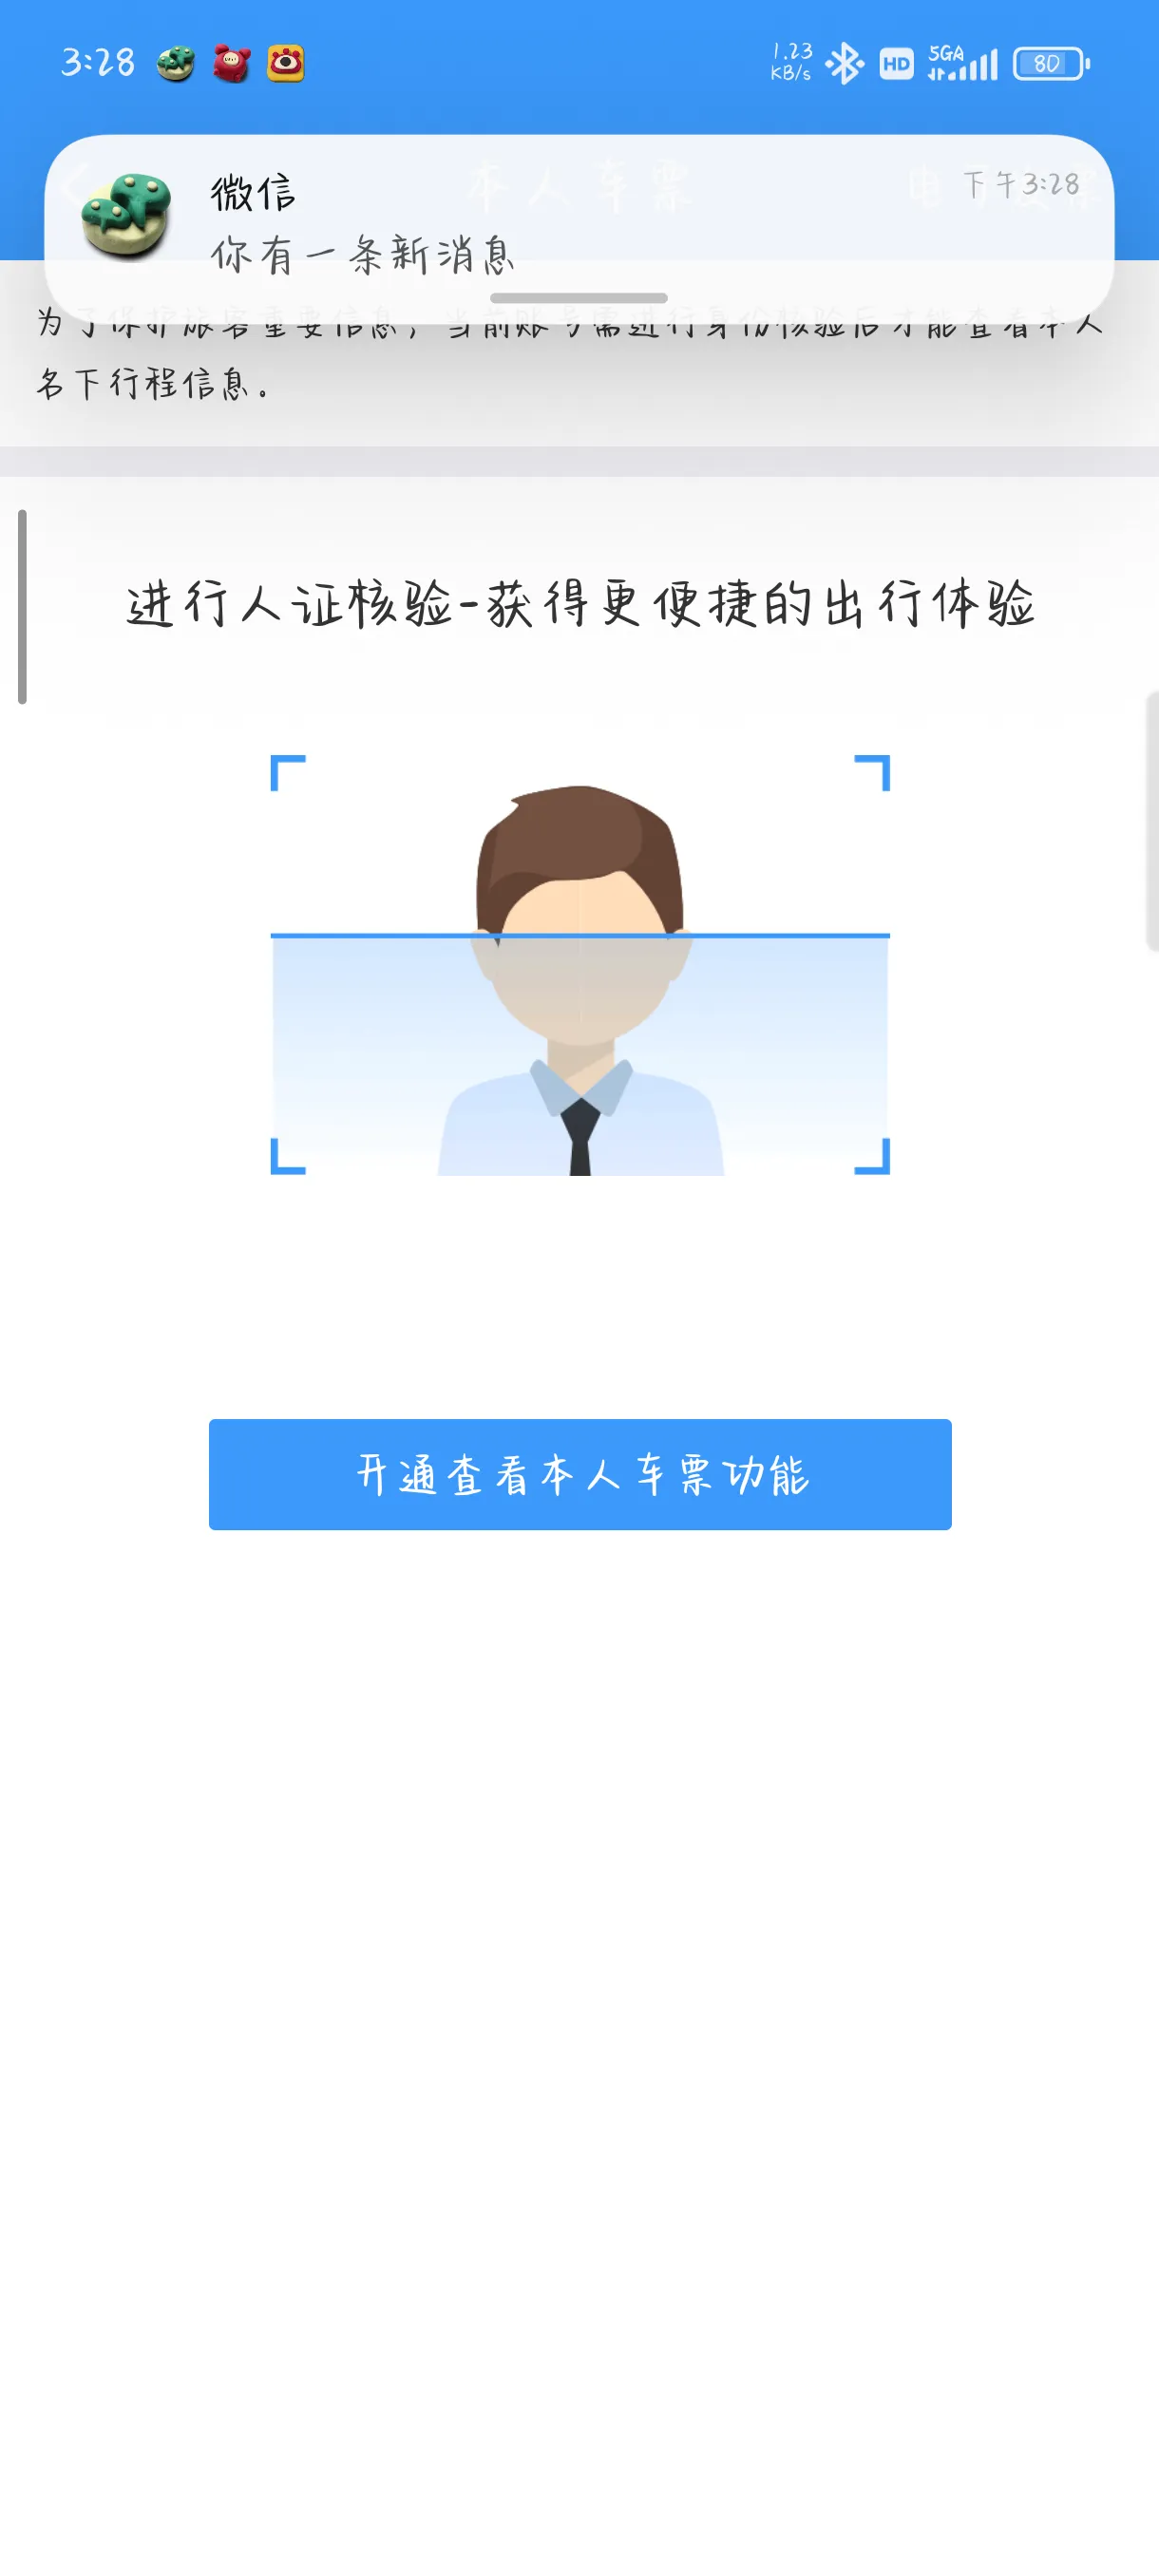 3:28
1.23
KB/s
HD
5GA
80
本人车票
微信
下午3:28
你有一条新消息
为了保护旅客重要信息，当前账号需进行身份核验后才能查看本人
名下行程信息。
进行人证核验-获得更便捷的出行体验
开通查看本人车票功能